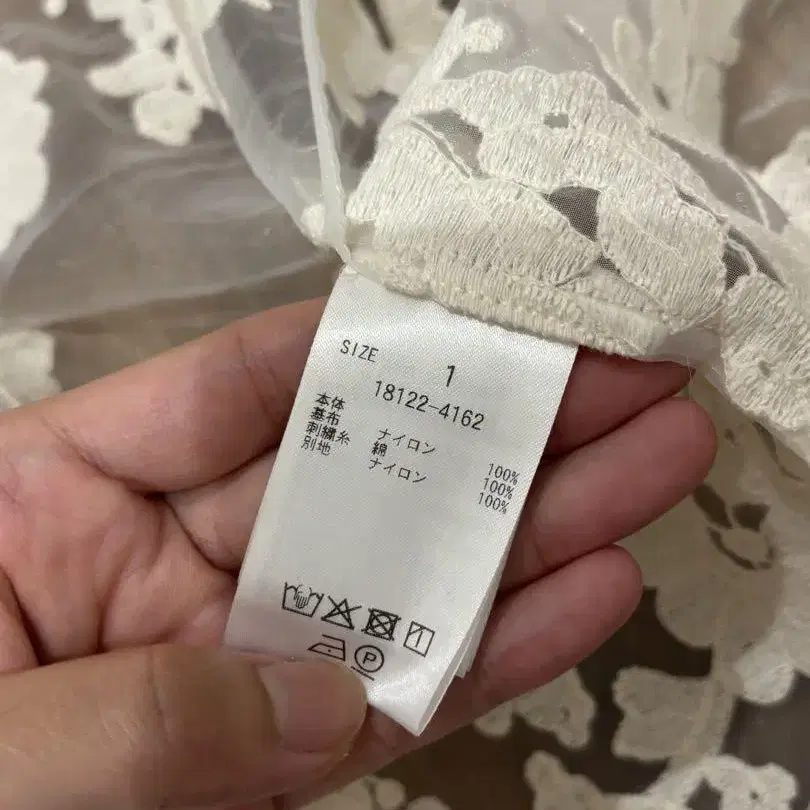 SIZE 1
18122-4162
本体
基布 ナイロン 100%
刺繍糸 綿 100%
別地 ナイロン 100%
P